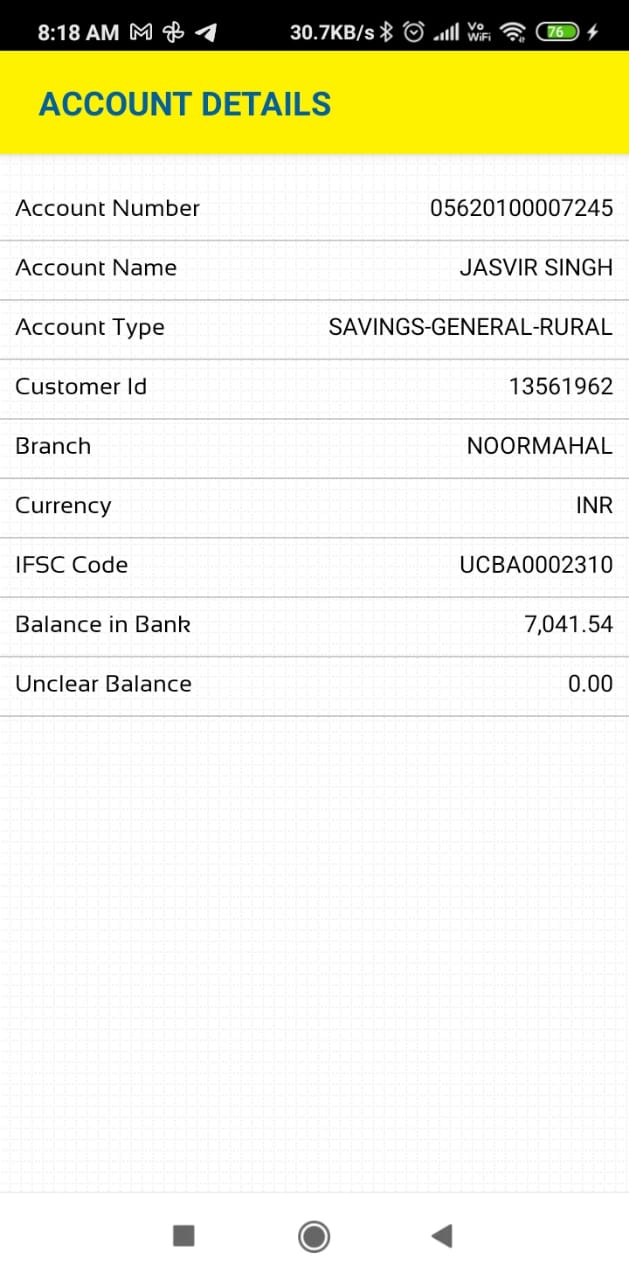 8:18 AM 30.7KB/s Vo WiFi 76
ACCOUNT DETAILS
Account Number 05620100007245
Account Name JASVIR SINGH
Account Type SAVINGS-GENERAL-RURAL
Customer Id 13561962
Branch NOORMAHAL
Currency INR
IFSC Code UCBA0002310
Balance in Bank 7,041.54
Unclear Balance 0.00